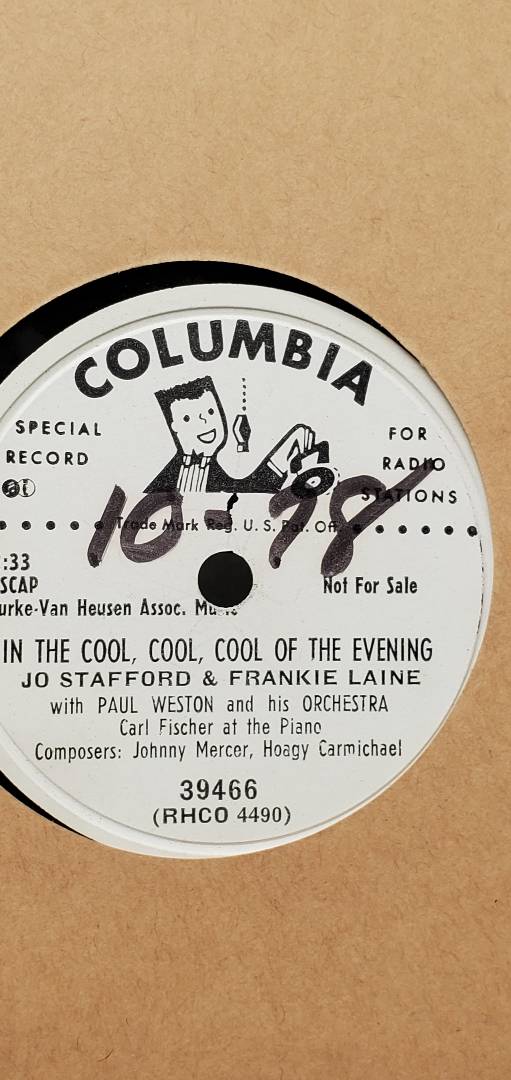 COLUMBIA
SPECIAL RECORD
FOR RADIO STATIONS
10-78
Trade Mark Reg. U. S. Pat. Off.
:33
SCAP
Not For Sale
urke-Van Heusen Assoc.
IN THE COOL, COOL, COOL OF THE EVENING
JO STAFFORD & FRANKIE LAINE
with PAUL WESTON and his ORCHESTRA
Carl Fischer at the Piano
Composers: Johnny Mercer, Hoagy Carmichael
39466
(RHCO 4490)